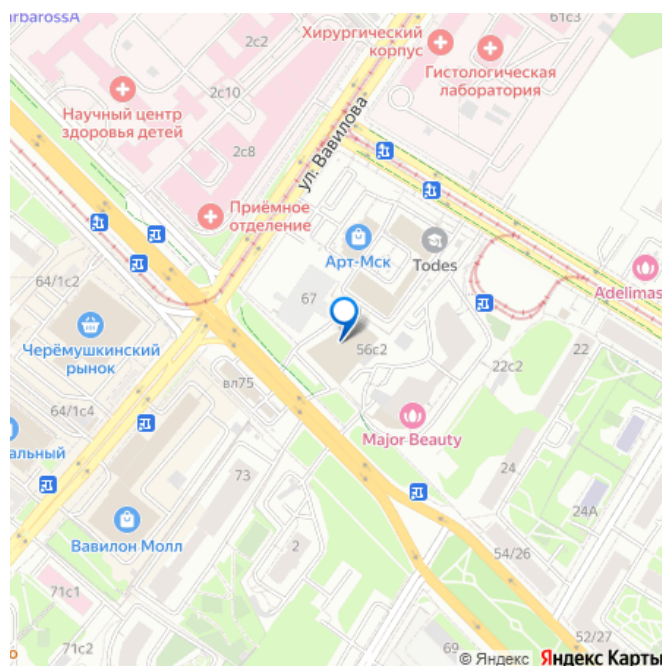 arbarossA
2с2
Хирургический
корпус
61с3
Гистологическая
лаборатория
2с10
Научный центр
здоровья детей
2с8
ул. Вавилова
Приёмное
отделение
Арт-Мск
Todes
64/1с2
67
Adelimas
Черёмушкинский
рынок
56с2
22с2
22
вл75
64/1с4
Major Beauty
альный
73
24
24А
Вавилон Молл
2
54/26
71с1
71с2
69
52/27
о
© Яндекс Яндекс Карты